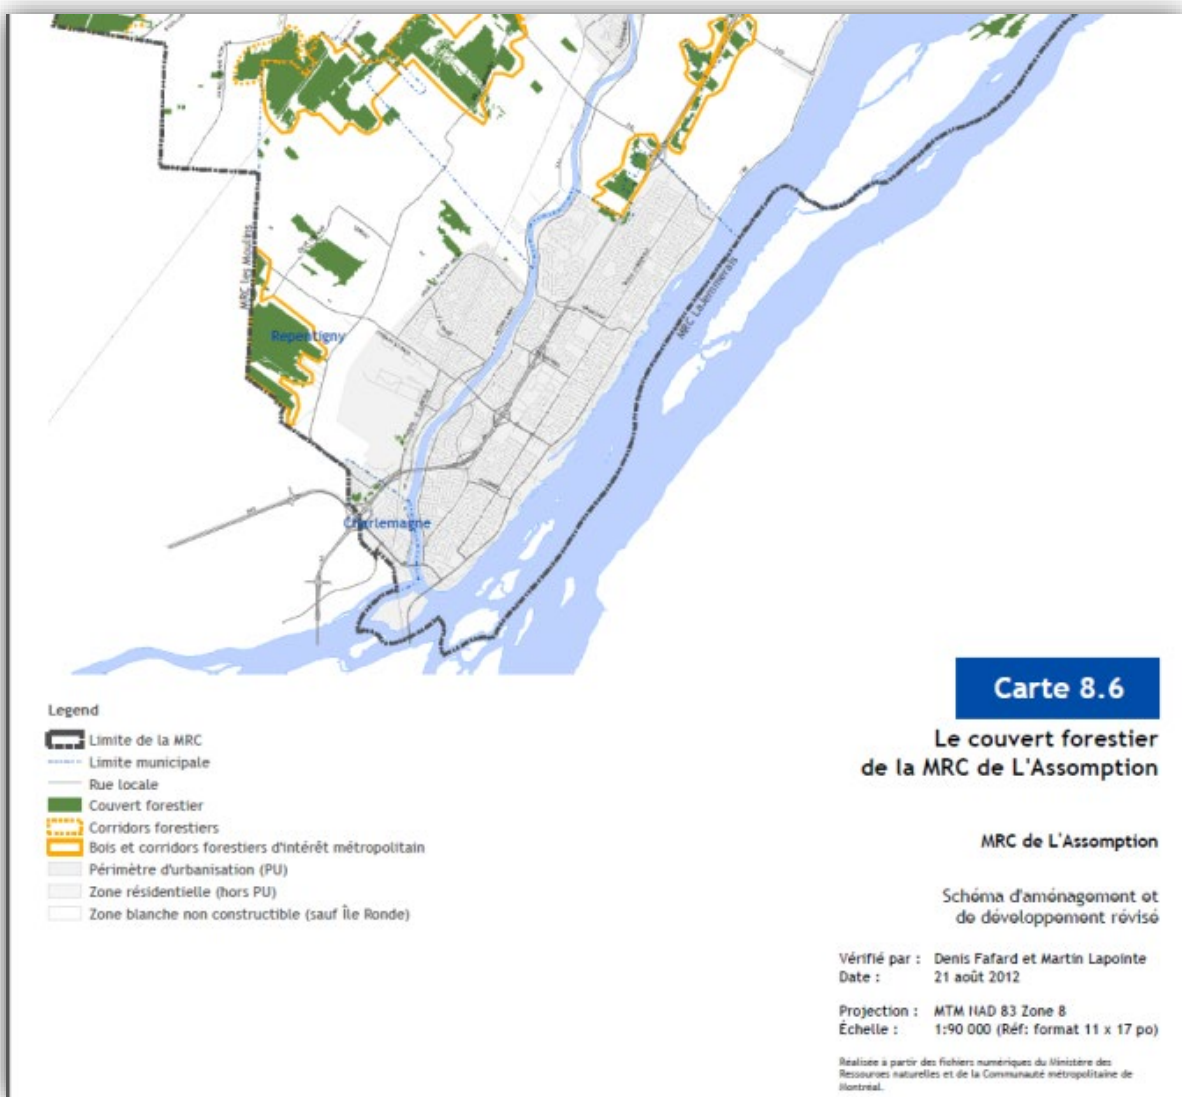 MRC les Moulins
MRC Lajemmerais
Repentigny
Charlemagne
Legend
Limite de la MRC
Limite municipale
Rue locale
Couvert forestier
Corridors forestiers
Bois et corridors forestiers d'intérêt métropolitain
Périmètre d'urbanisation (PU)
Zone résidentielle (hors PU)
Zone blanche non constructible (sauf Île Ronde)
Carte 8.6
Le couvert forestier
de la MRC de L'Assomption
MRC de L'Assomption
Schéma d'aménagement et
de développement révisé
Vérifié par : Denis Fafard et Martin Lapointe
Date : 21 août 2012
Projection : MTM NAD 83 Zone 8
Échelle : 1:90 000 (Réf: format 11 x 17 po)
Réalisée à partir des fichiers numériques du Ministère des
Ressources naturelles et de la Communauté métropolitaine de
Montréal.